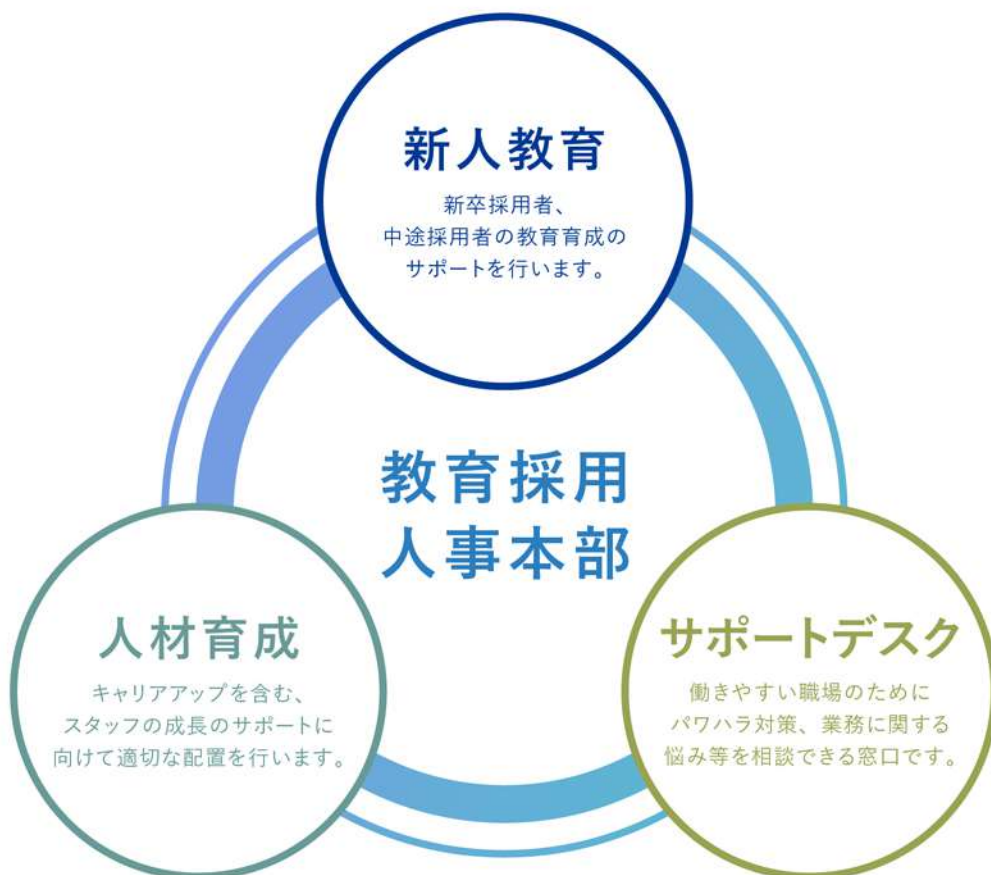 新人教育
新卒採用者、
中途採用者の教育育成の
サポートを行います。
教育採用
人事本部
人材育成
キャリアアップを含む、
スタッフの成長のサポートに
向けて適切な配置を行います。
サポートデスク
働きやすい職場のために
パワハラ対策、業務に関する
悩み等を相談できる窓口です。